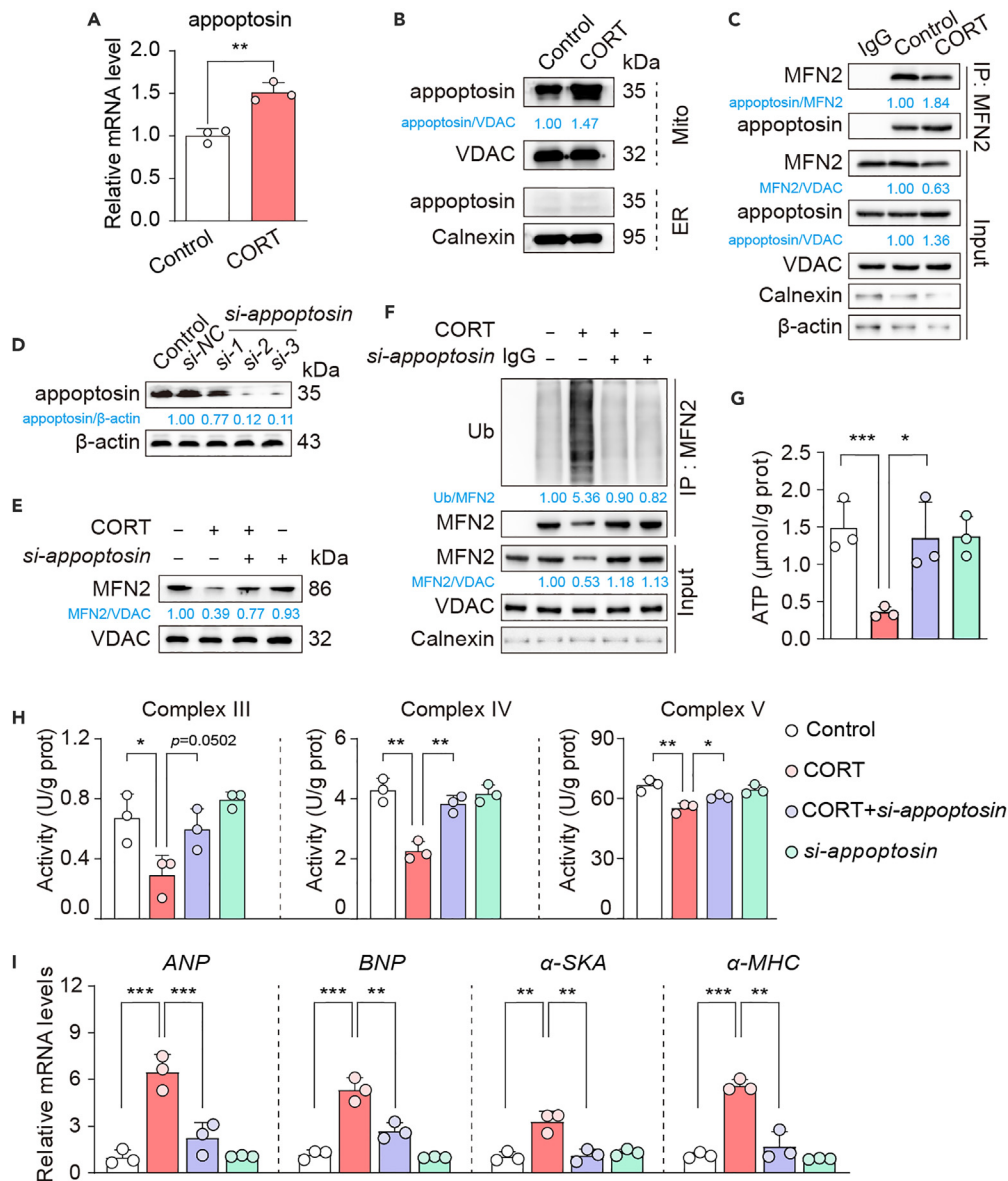 A
appoptosin
**
Relative mRNA level
2.0
1.5
1.0
0.5
0.0
Control
CORT
B
Control
CORT
kDa
appoptosin
35
appoptosin/VDAC 1.00 1.47
VDAC
32
Mito
appoptosin
35
Calnexin
95
ER
C
IgG
Control
CORT
MFN2
appoptosin/MFN2 1.00 1.84
appoptosin
IP: MFN2
MFN2
MFN2/VDAC 1.00 0.63
appoptosin
appoptosin/VDAC 1.00 1.36
VDAC
Calnexin
β-actin
Input
D
si-appoptosin
Control
si-NC
si-1
si-2
si-3
kDa
appoptosin
35
appoptosin/β-actin 1.00 0.77 0.12 0.11
β-actin
43
E
CORT – + + –
si-appoptosin – – + + kDa
MFN2
86
MFN2/VDAC 1.00 0.39 0.77 0.93
VDAC
32
F
CORT – + + –
si-appoptosin IgG – – + +
Ub
Ub/MFN2 1.00 5.36 0.90 0.82
MFN2
IP : MFN2
MFN2
MFN2/VDAC 1.00 0.53 1.18 1.13
VDAC
Calnexin
Input
G
*** *
ATP (μmol/g prot)
2.5
2.0
1.5
1.0
0.5
0.0
H
Complex III
Activity (U/g prot)
1.2
0.8
0.4
0.0
* p=0.0502
Complex IV
Activity (U/g prot)
6
4
2
0
** **
Complex V
Activity (U/g prot)
90
60
30
0
** *
Control
CORT
CORT+si-appoptosin
si-appoptosin
I
Relative mRNA levels
12
9
6
3
0
ANP
*** ***
BNP
*** **
α-SKA
** **
α-MHC
*** **